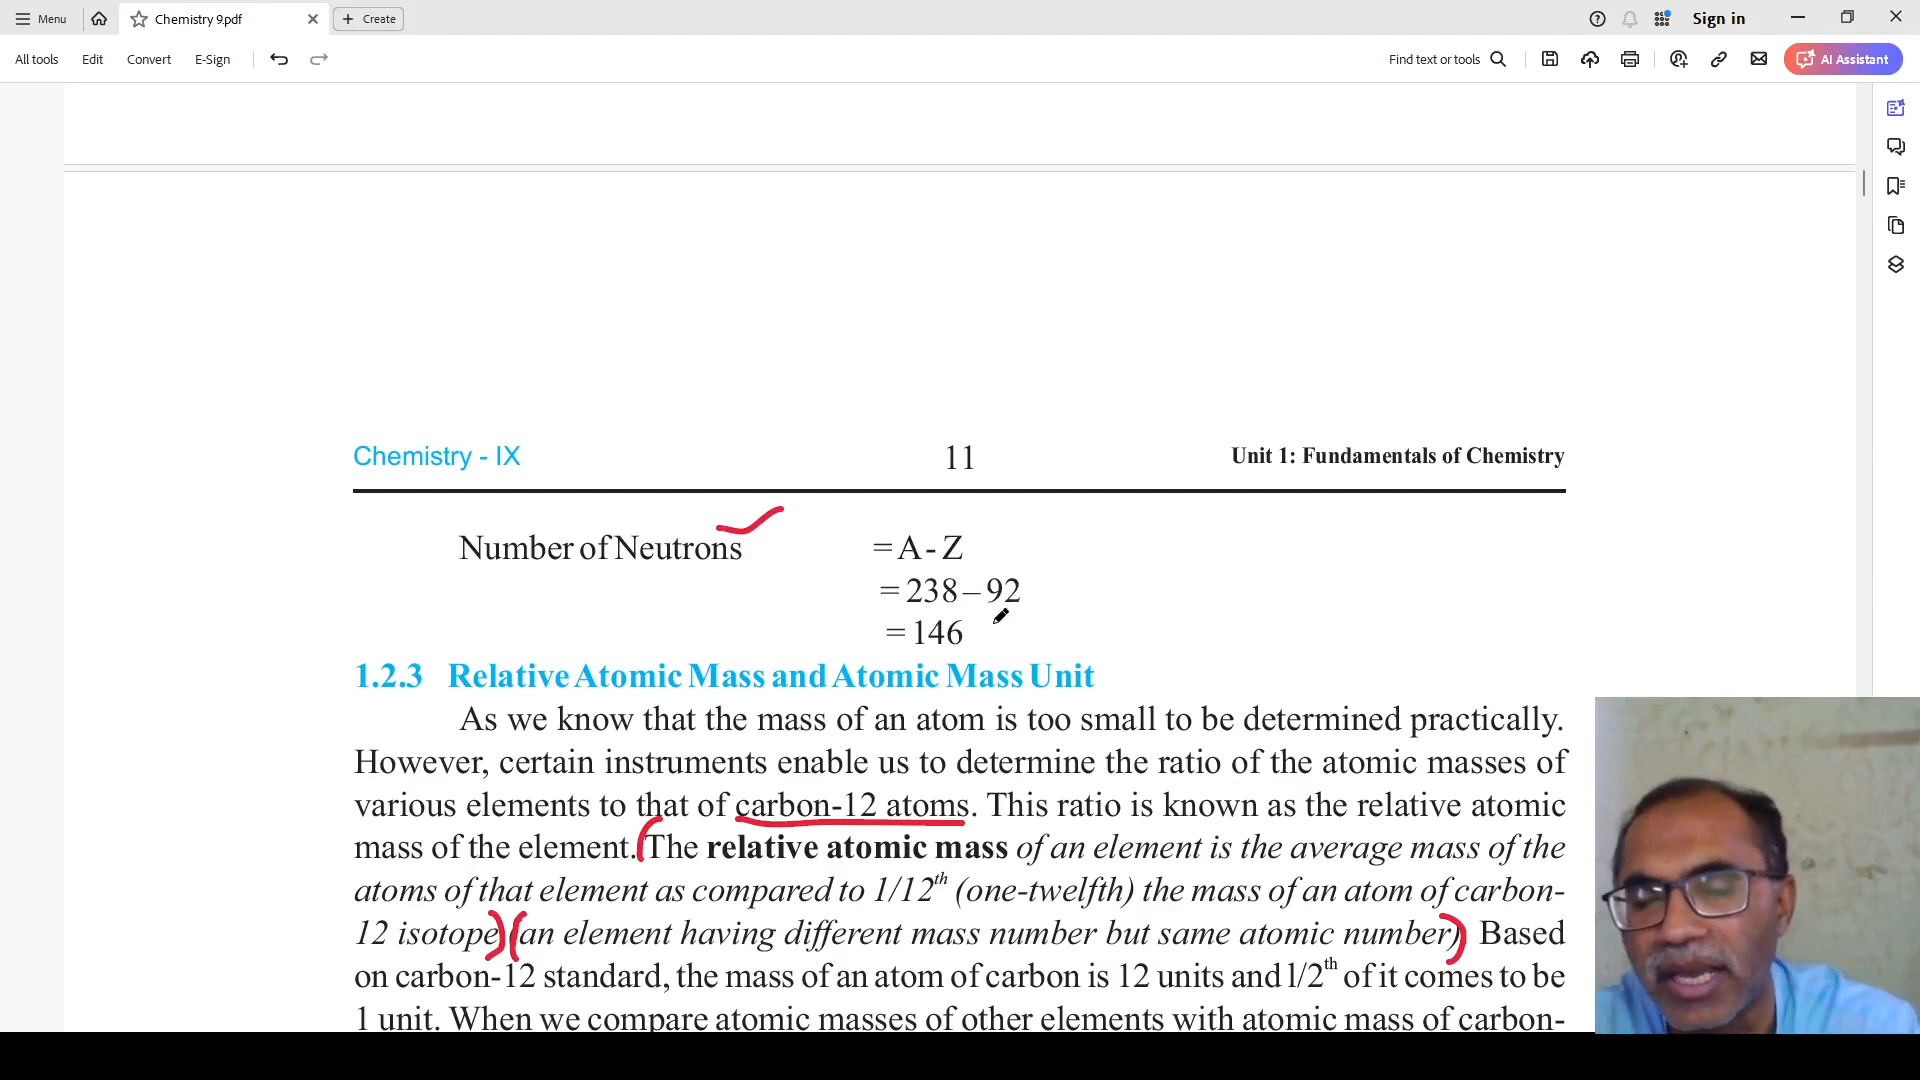 Menu
Chemistry 9.pdf
Create
Sign in
All tools
Edit
Convert
E-Sign
Find text or tools
AI Assistant
Chemistry - IX
11
Unit 1: Fundamentals of Chemistry
Number of Neutrons = A - Z
= 238 – 92
= 146
1.2.3 Relative Atomic Mass and Atomic Mass Unit
As we know that the mass of an atom is too small to be determined practically.
However, certain instruments enable us to determine the ratio of the atomic masses of
various elements to that of carbon-12 atoms. This ratio is known as the relative atomic
mass of the element. The relative atomic mass of an element is the average mass of the
atoms of that element as compared to 1/12th (one-twelfth) the mass of an atom of carbon-
12 isotope (an element having different mass number but same atomic number). Based
on carbon-12 standard, the mass of an atom of carbon is 12 units and l/2th of it comes to be
1 unit. When we compare atomic masses of other elements with atomic mass of carbon-